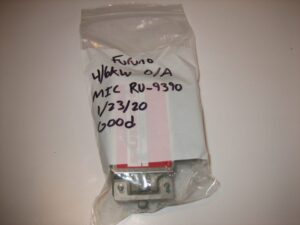 Furuno
4/6kW O/A
MIC RU-9390
1/23/20
Good